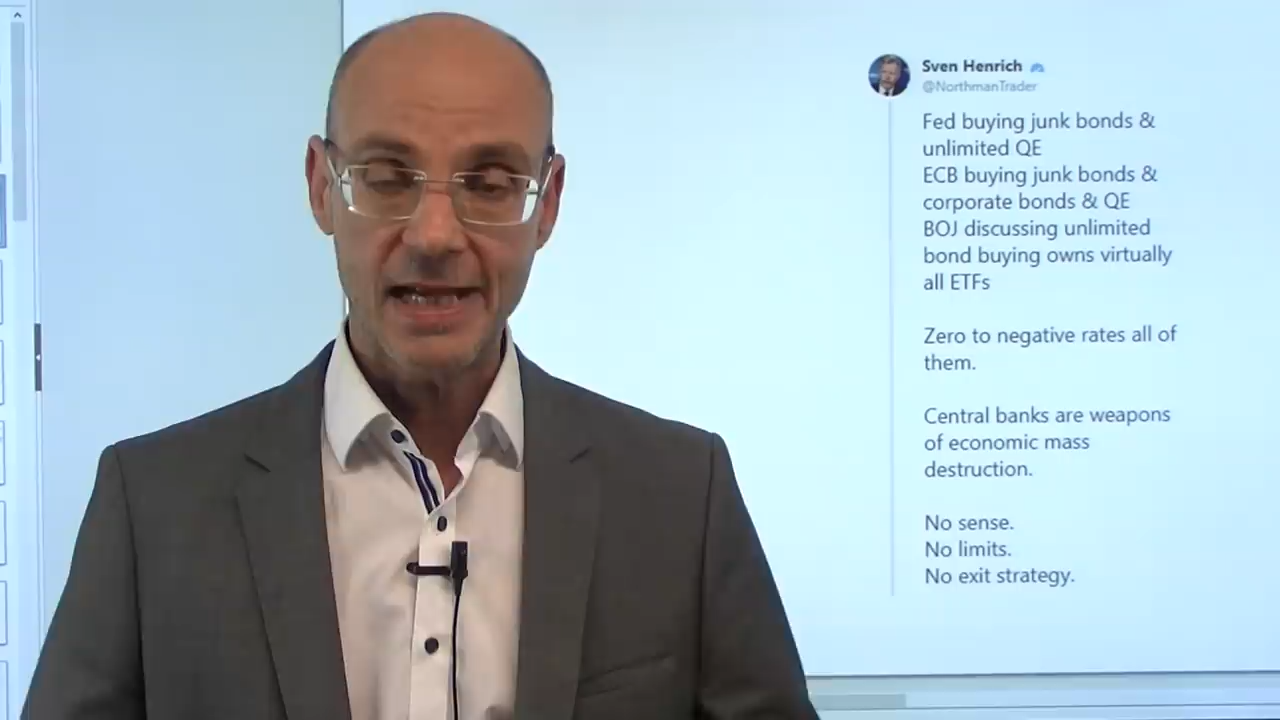 Sven Henrich
@NorthmanTrader
Fed buying junk bonds &
unlimited QE
ECB buying junk bonds &
corporate bonds & QE
BOJ discussing unlimited
bond buying owns virtually
all ETFs
Zero to negative rates all of
them.
Central banks are weapons
of economic mass
destruction.
No sense.
No limits.
No exit strategy.